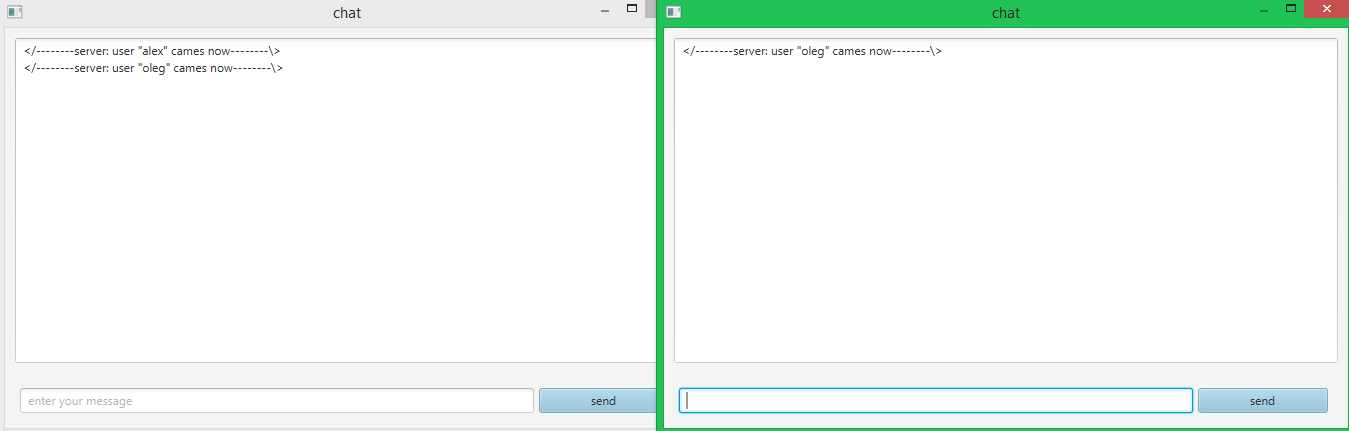 chat
</--------server: user "alex" cames now--------\>
</--------server: user "oleg" cames now--------\>
enter your message
send
chat
</--------server: user "oleg" cames now--------\>
send